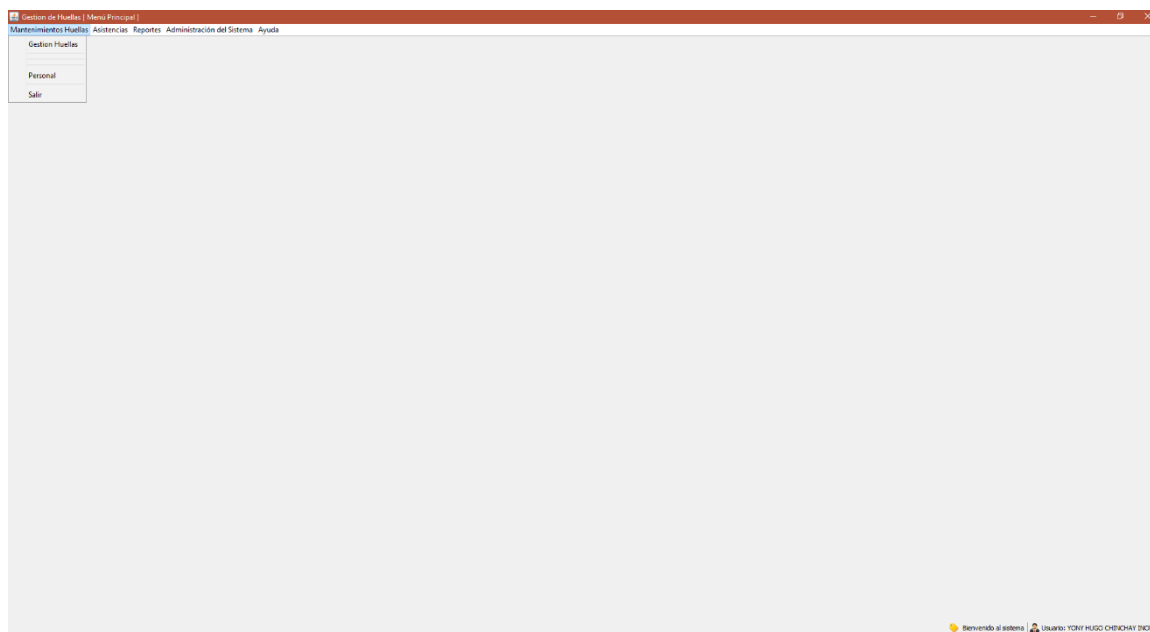 Gestion de Huellas [ Menú Principal ]
Mantenimientos Huellas Asistencias Reportes Administración del Sistema Ayuda
Gestion Huellas
Personal
Salir
Bienvenido al sistema Usuario: YONY HUGO CHINCHAY